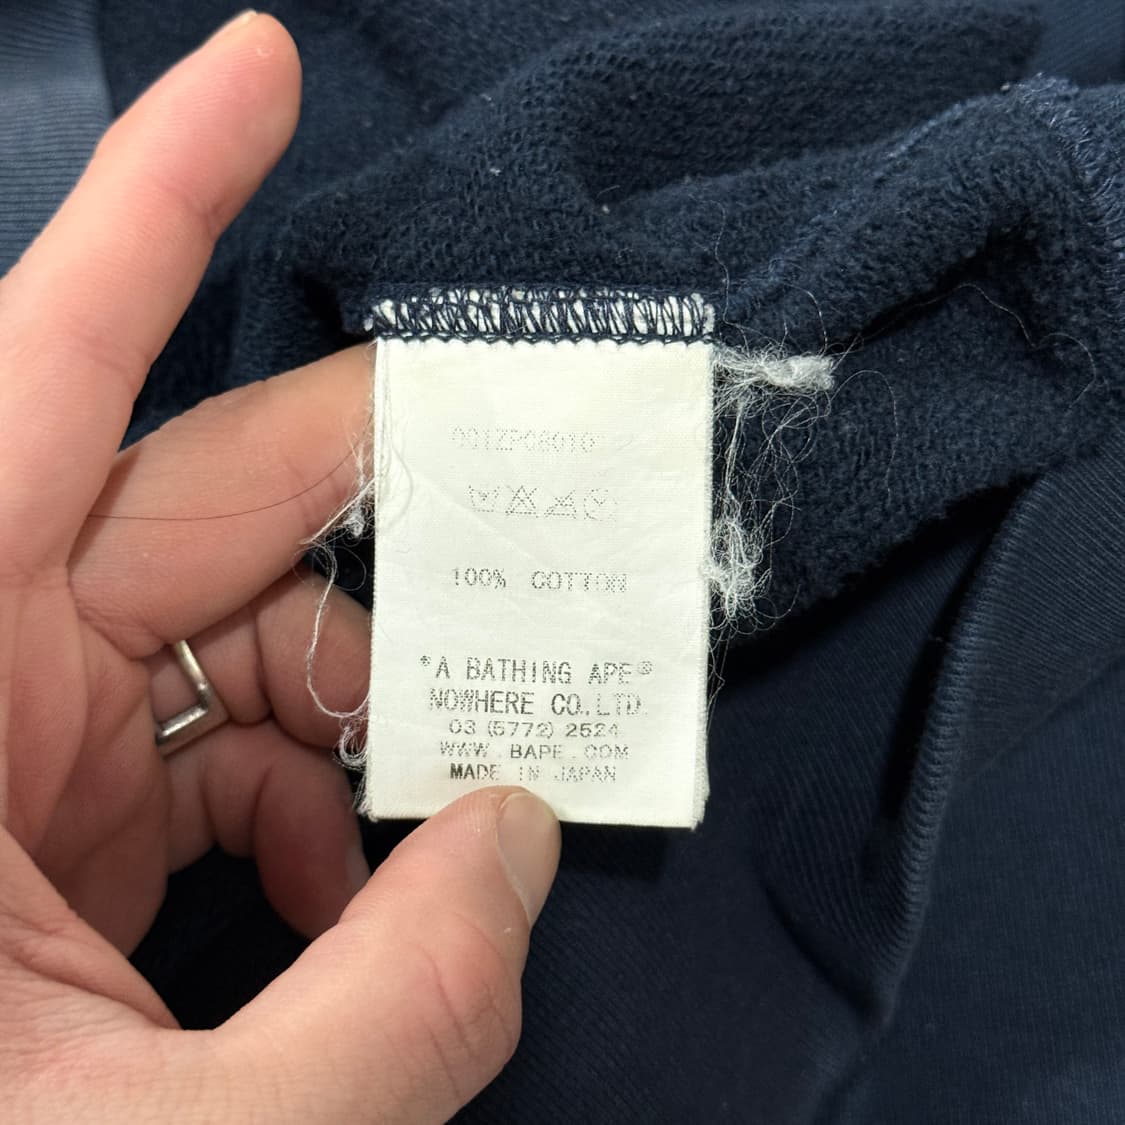 100% COTTON
"A BATHING APE®
NOWHERE CO., LTD.
03 (5772) 2524
WWW.BAPE.COM
MADE IN JAPAN